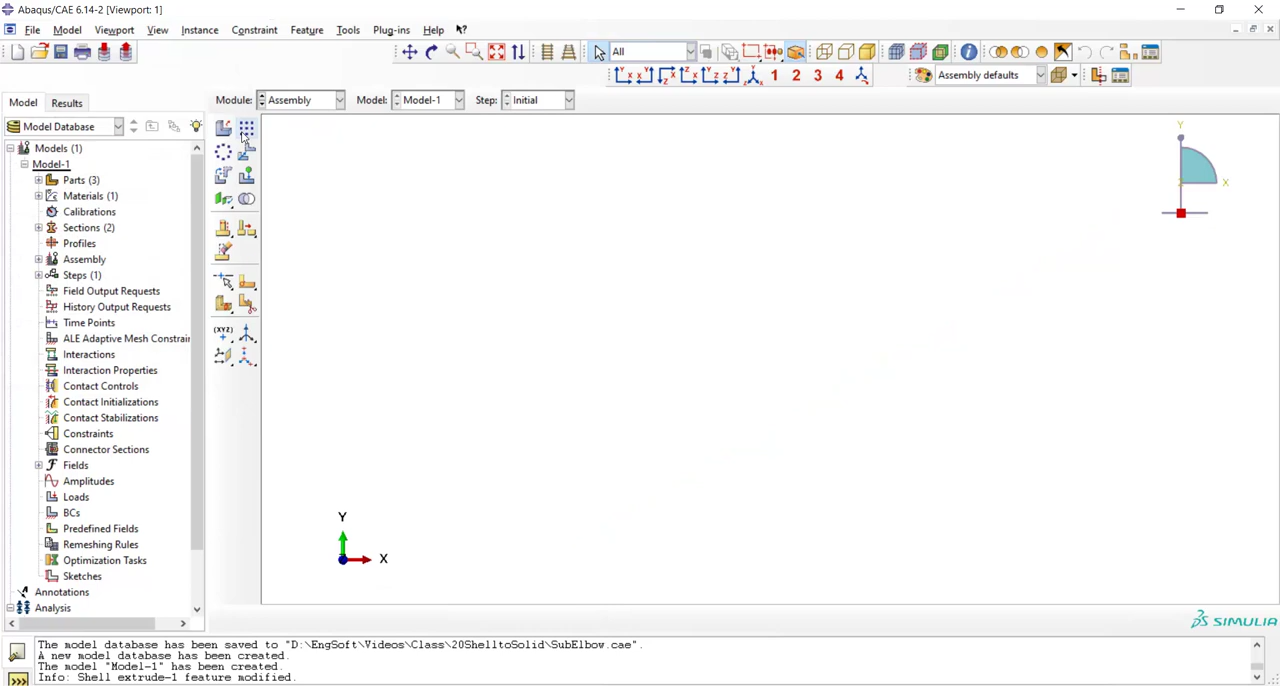 Abaqus/CAE 6.14-2 [Viewport: 1]
File Model Viewport View Instance Constraint Feature Tools Plug-ins Help
All
1 2 3 4 Assembly defaults
Model Results Module: Assembly Model: Model-1 Step: Initial
Model Database
Models (1)
Model-1
Parts (3)
Materials (1)
Calibrations
Sections (2)
Profiles
Assembly
Steps (1)
Field Output Requests
History Output Requests
Time Points
ALE Adaptive Mesh Constrain
Interactions
Interaction Properties
Contact Controls
Contact Initializations
Contact Stabilizations
Constraints
Connector Sections
Fields
Amplitudes
Loads
BCs
Predefined Fields
Remeshing Rules
Optimization Tasks
Sketches
Annotations
Analysis
(XYZ)
Y
X
Z
Y
X
SIMULIA
The model database has been saved to "D:\EngSoft\Videos\Class\20ShelltoSolid\SubElbow.cae".
A new model database has been created.
The model "Model-1" has been created.
Info: Shell extrude-1 feature modified.
>>>